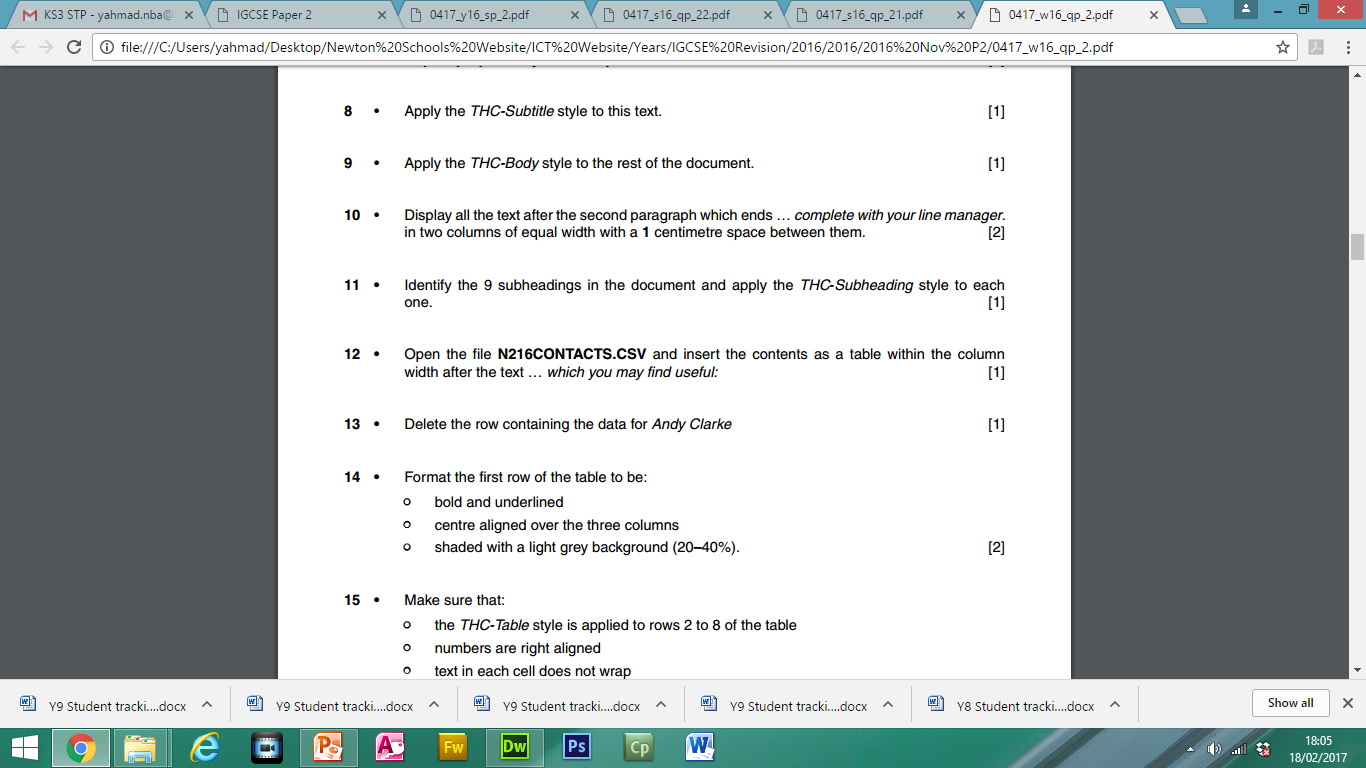 KS3 STP - yahmad.nba@
IGCSE Paper 2
0417_y16_sp_2.pdf
0417_s16_qp_22.pdf
0417_s16_qp_21.pdf
0417_w16_qp_2.pdf
file:///C:/Users/yahmad/Desktop/Newton%20Schools%20Website/ICT%20Website/Years/IGCSE%20Revision/2016/2016/2016%20Nov%20P2/0417_w16_qp_2.pdf
8 • Apply the THC-Subtitle style to this text. [1]
9 • Apply the THC-Body style to the rest of the document. [1]
10 • Display all the text after the second paragraph which ends … complete with your line manager.
in two columns of equal width with a 1 centimetre space between them. [2]
11 • Identify the 9 subheadings in the document and apply the THC-Subheading style to each
one. [1]
12 • Open the file N216CONTACTS.CSV and insert the contents as a table within the column
width after the text … which you may find useful: [1]
13 • Delete the row containing the data for Andy Clarke [1]
14 • Format the first row of the table to be:
o bold and underlined
o centre aligned over the three columns
o shaded with a light grey background (20–40%). [2]
15 • Make sure that:
o the THC-Table style is applied to rows 2 to 8 of the table
o numbers are right aligned
o text in each cell does not wrap
Y9 Student tracki....docx
Y9 Student tracki....docx
Y9 Student tracki....docx
Y9 Student tracki....docx
Y8 Student tracki....docx
Show all
Fw
Dw
Ps
Cp
18:05
18/02/2017